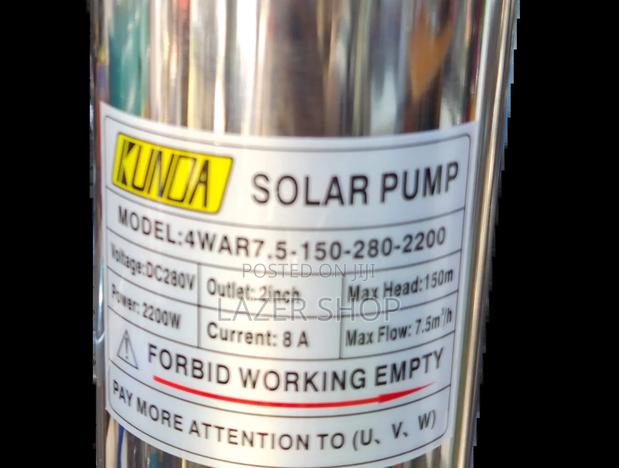 KUNDA SOLAR PUMP
MODEL:4WAR7.5-150-280-2200
Voltage:DC280V Outlet: 2inch Max Head: 150m
POSTED ON JIJI
LAZER SHOP
Power: 2200W Current: 8 A Max Flow: 7.5m³/h
FORBID WORKING EMPTY
PAY MORE ATTENTION TO (U、V、W)